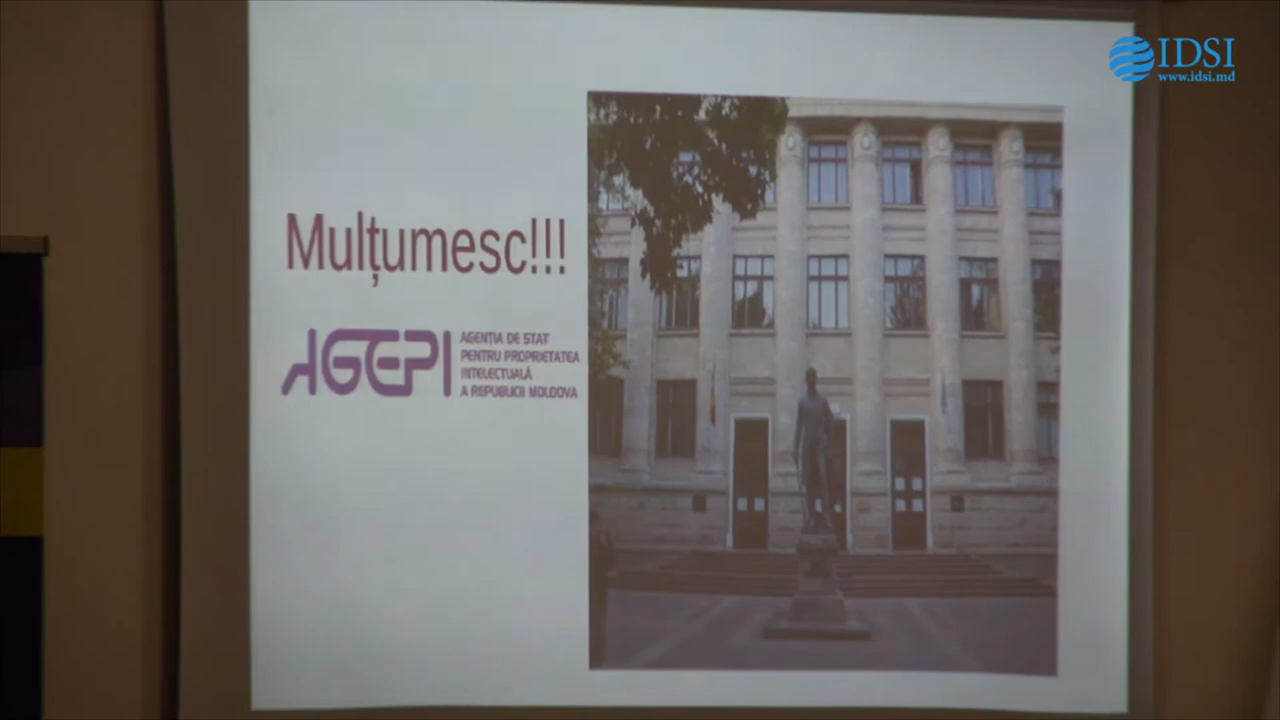 IDSI
www.idsi.md
Mulțumesc!!!
AGEPI
AGENȚIA DE STAT
PENTRU PROPRIETATEA
INTELECTUALĂ
A REPUBLICII MOLDOVA